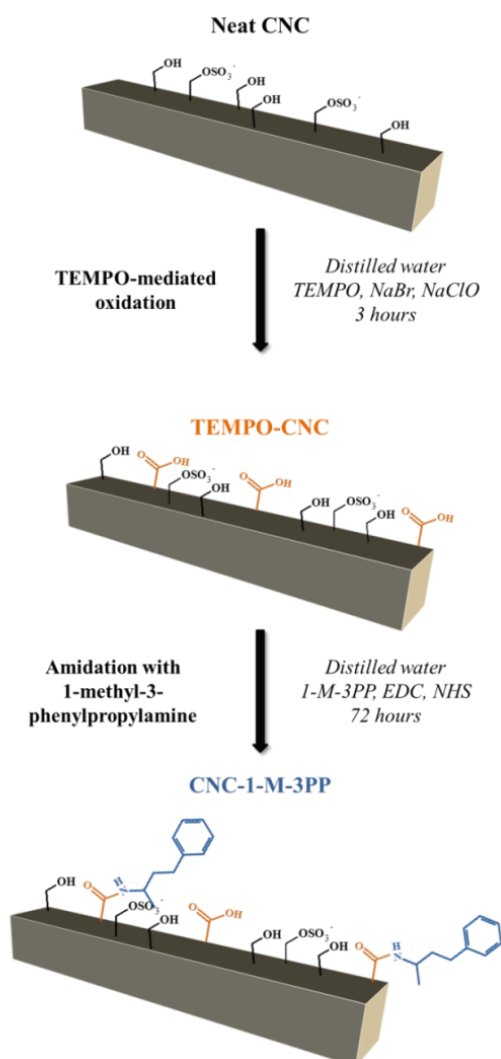 Neat CNC
OH
OSO₃⁻
OH
OH
OSO₃⁻
OH
TEMPO-mediated
oxidation
Distilled water
TEMPO, NaBr, NaClO
3 hours
TEMPO-CNC
OH
O
OH
OSO₃⁻
OH
O
OH
OH
OSO₃⁻
OH
O
OH
Amidation with
1-methyl-3-
phenylpropylamine
Distilled water
1-M-3PP, EDC, NHS
72 hours
CNC-1-M-3PP
OH
O
H
N
OSO₃⁻
OH
O
OH
OH
OSO₃⁻
OH
O
H
N